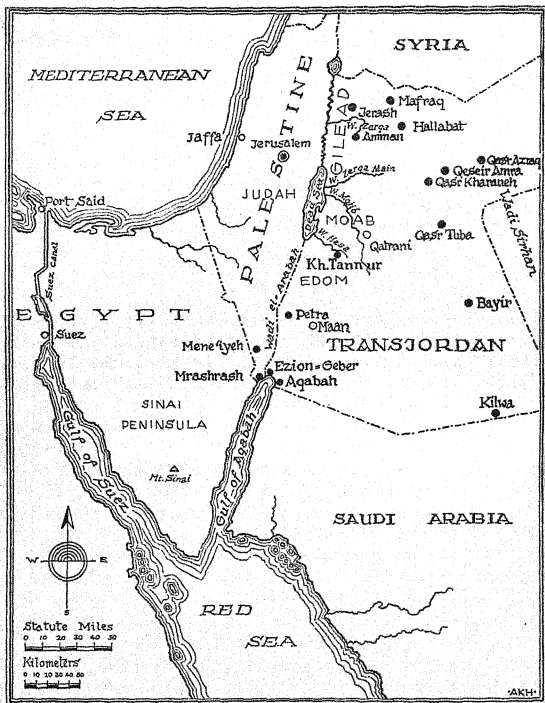 SYRIA
MEDITERRANEAN
SEA
PALESTINE
GILEAD
Mafraq
Jerash
Hallabat
W. Zarqa
Amman
Jaffa
Jerusalem
Qasr Azraq
Qeseir Amra
Qasr Kharaneh
W. Zerqa Main
JUDAH
Dead Sea
W. Mojib
MOAB
Wadi Sirhan
Port Said
Qatrani
Qasr Tuba
W. Hesa
Kh. Tannur
EDOM
Suez Canal
Wadi el-Arabah
Bayir
EGYPT
Petra
Maan
Suez
Mene'iyeh
TRANSJORDAN
Ezion-Geber
Mrashrash
Aqabah
SINAI
PENINSULA
Kilwa
Gulf of Suez
Gulf of Aqabah
Mt. Sinai
SAUDI ARABIA
W E
S
RED
SEA
Statute Miles
0 10 20 30 40 50
Kilometers
0 10 20 30 40 50
·AKH·